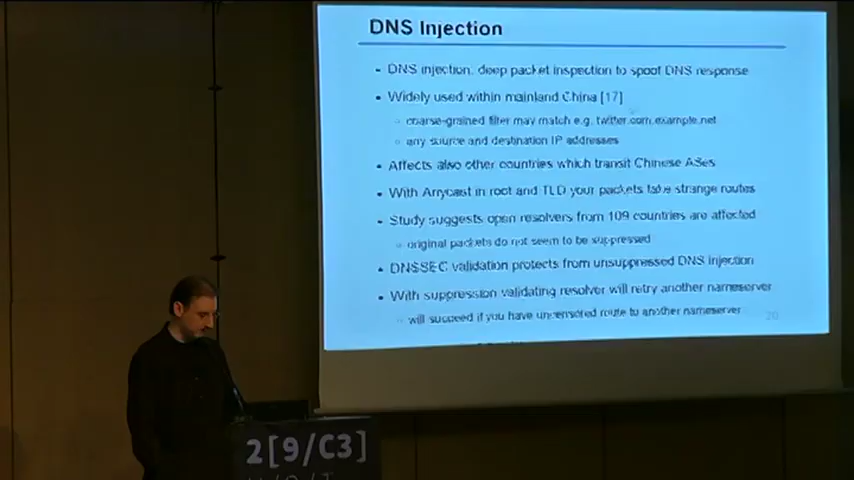 DNS Injection
- DNS injection: deep packet inspection to spoof DNS response
- Widely used within mainland China [17]
○ coarse-grained filter may match e.g. twitter.com.example.net
○ any source and destination IP addresses
- Affects also other countries which transit Chinese ASes
- With Anycast in root and TLD your packets take strange routes
- Study suggests open resolvers from 109 countries are affected
○ original packets do not seem to be suppressed
- DNSSEC validation protects from unsuppressed DNS injection
- With suppression validating resolver will retry another nameserver
○ will succeed if you have uncensored route to another nameserver
20
2[9/C3]